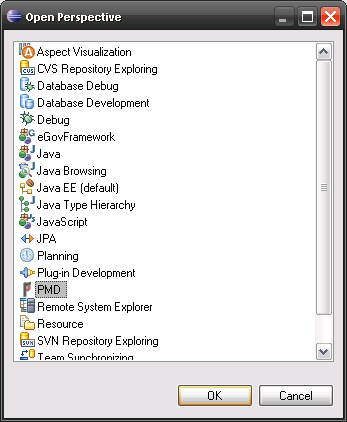 Open Perspective
Aspect Visualization
CVS Repository Exploring
Database Debug
Database Development
Debug
eGovFramework
Java
Java Browsing
Java EE (default)
Java Type Hierarchy
JavaScript
JPA
Planning
Plug-in Development
PMD
Remote System Explorer
Resource
SVN Repository Exploring
Team Synchronizing
OK
Cancel